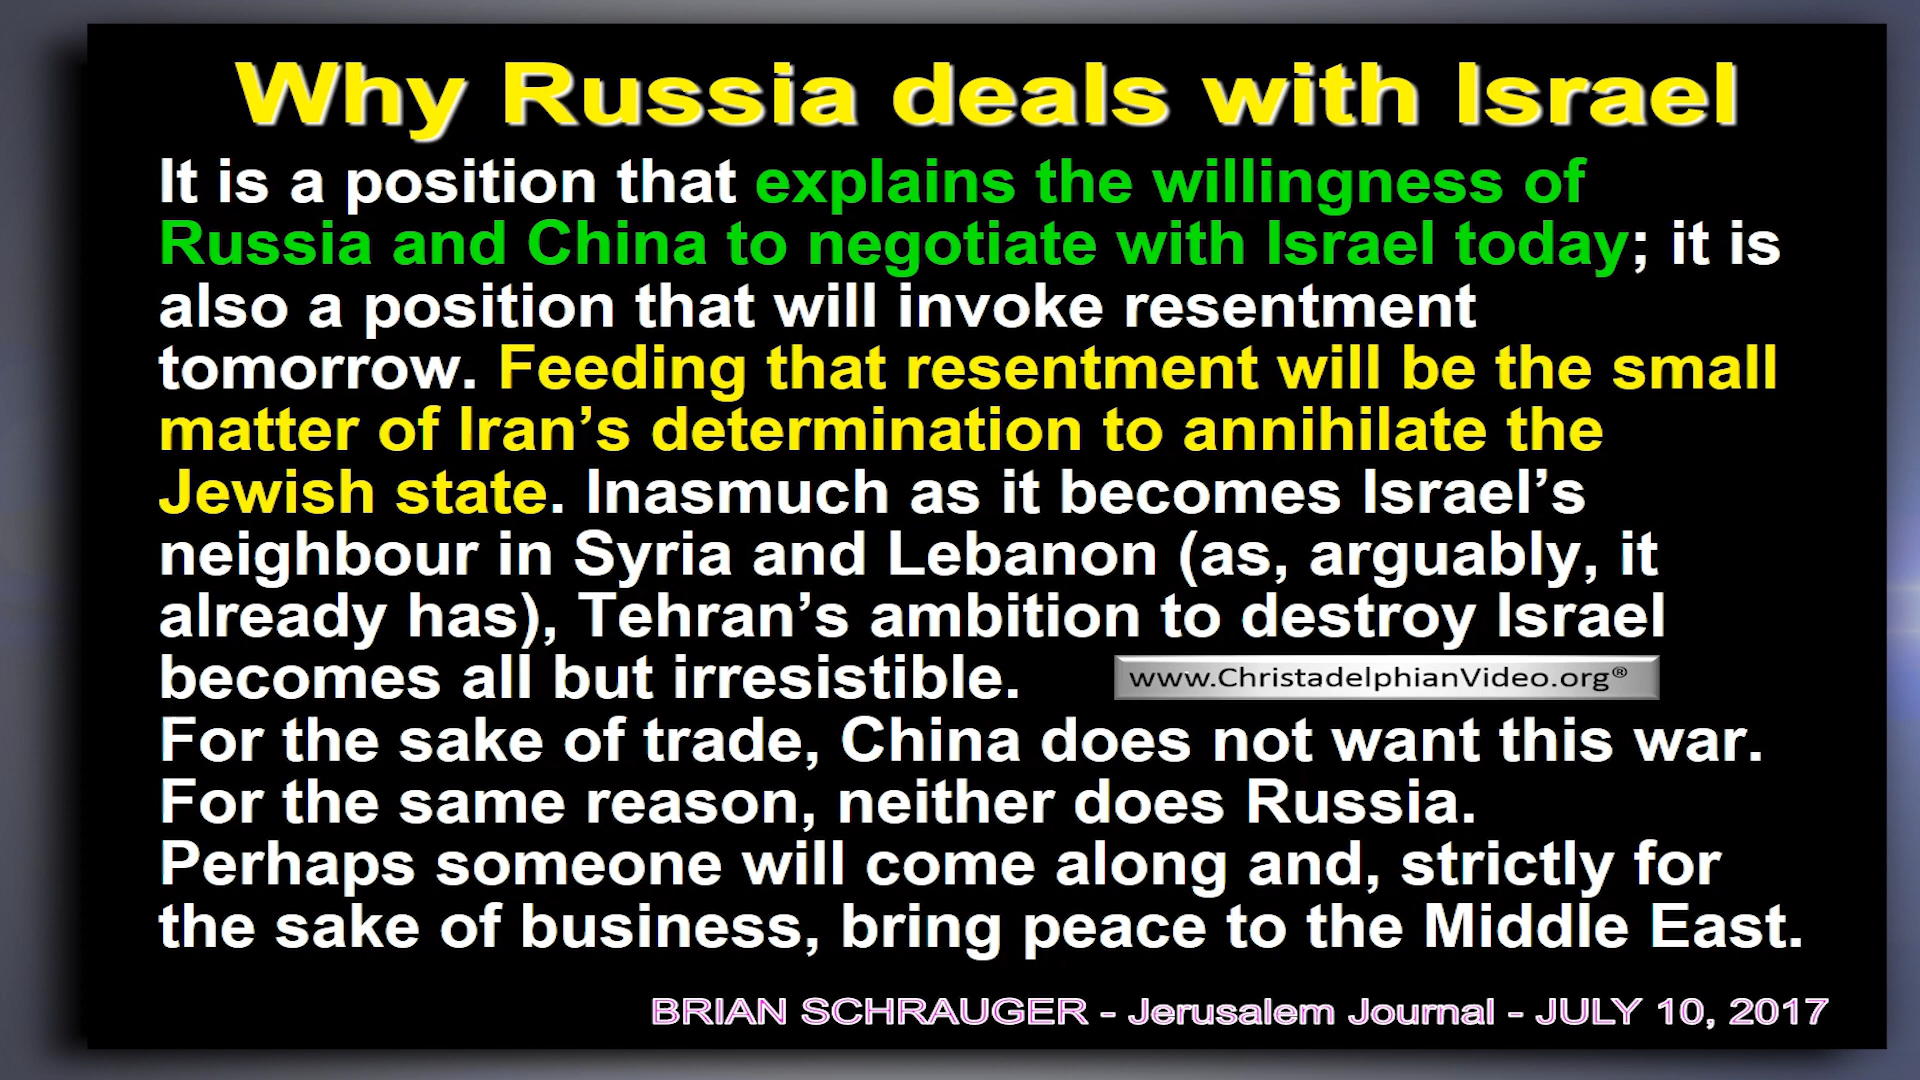 Why Russia deals with Israel
It is a position that explains the willingness of
Russia and China to negotiate with Israel today; it is
also a position that will invoke resentment
tomorrow. Feeding that resentment will be the small
matter of Iran’s determination to annihilate the
Jewish state. Inasmuch as it becomes Israel’s
neighbour in Syria and Lebanon (as, arguably, it
already has), Tehran’s ambition to destroy Israel
becomes all but irresistible.
www.ChristadelphianVideo.org®
For the sake of trade, China does not want this war.
For the same reason, neither does Russia.
Perhaps someone will come along and, strictly for
the sake of business, bring peace to the Middle East.
BRIAN SCHRAUGER - Jerusalem Journal - JULY 10, 2017